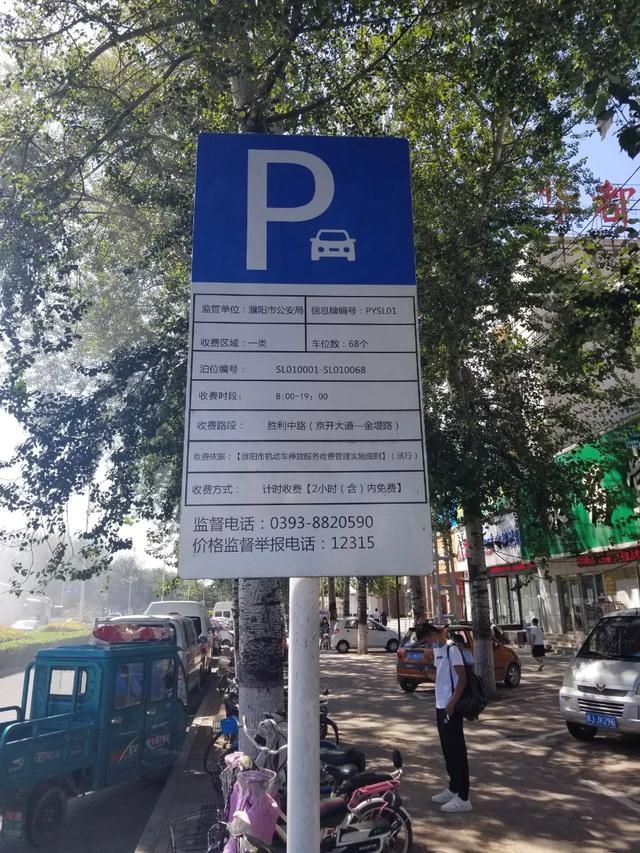 P
监管单位：濮阳市公安局 信息牌编号：PYSL01
收费区域：一类 车位数：68个
泊位编号： SL010001-SL010068
收费时段： 8:00-19：00
收费路段： 胜利中路（京开大道—金堤路）
收费依据：【濮阳市机动车停放服务收费管理实施细则】（试行）
收费方式： 计时收费【2小时（含）内免费】
监督电话：0393-8820590
价格监督举报电话：12315
都